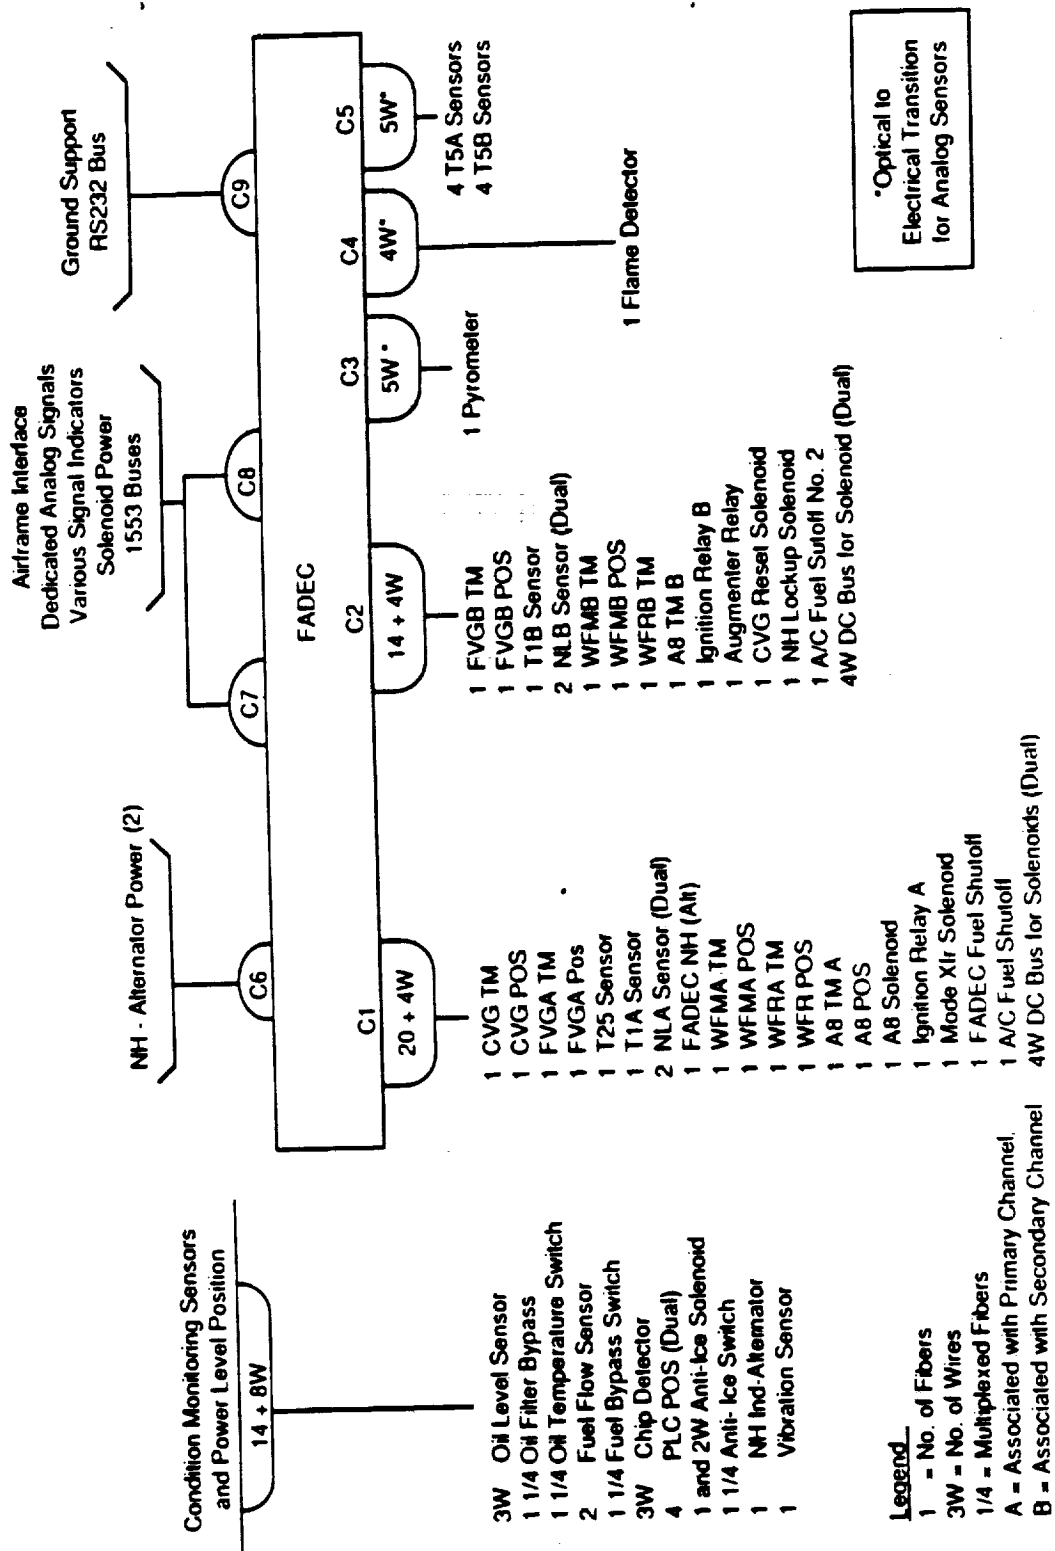 Condition Monitoring Sensors
and Power Level Position
14 + 8W
3W Oil Level Sensor
1 1/4 Oil Filter Bypass
1 1/4 Oil Temperature Switch
2 Fuel Flow Sensor
1 1/4 Fuel Bypass Switch
3W Chip Detector
4 PLC POS (Dual)
1 and 2W Anti-Ice Solenoid
1 1/4 Anti- Ice Switch
1 NH Ind-Alternator
1 Vibration Sensor
NH - Alternator Power (2)
C6
Airframe Interface
Dedicated Analog Signals
Various Signal Indicators
Solenoid Power
1553 Buses
C7
C8
Ground Support
RS232 Bus
C9
FADEC
C1
20 + 4W
1 CVG TM
1 CVG POS
1 FVGA TM
1 FVGA Pos
1 T25 Sensor
1 T1A Sensor
2 NLA Sensor (Dual)
1 FADEC NH (Alt)
1 WFMA TM
1 WFMA POS
1 WFRA TM
1 WFR POS
1 A8 TM A
1 A8 POS
1 A8 Solenoid
1 Ignition Relay A
1 Mode Xfr Solenoid
1 FADEC Fuel Shutoff
1 A/C Fuel Shutoff
4W DC Bus for Solenoids (Dual)
C2
14 + 4W
1 FVGB TM
1 FVGB POS
1 T1B Sensor
2 NLB Sensor (Dual)
1 WFMB TM
1 WFMB POS
1 WFRB TM
1 A8 TM B
1 Ignition Relay B
1 Augmenter Relay
1 CVG Reset Solenoid
1 NH Lockup Solenoid
1 A/C Fuel Sutoff No. 2
4W DC Bus for Solenoid (Dual)
C3
5W*
1 Pyrometer
C4
4W*
1 Flame Detector
C5
5W*
4 T5A Sensors
4 T5B Sensors
*Optical to
Electrical Transition
for Analog Sensors
Legend
1 = No. of Fibers
3W = No. of Wires
1/4 = Multiplexed Fibers
A = Associated with Primary Channel
B = Associated with Secondary Channel